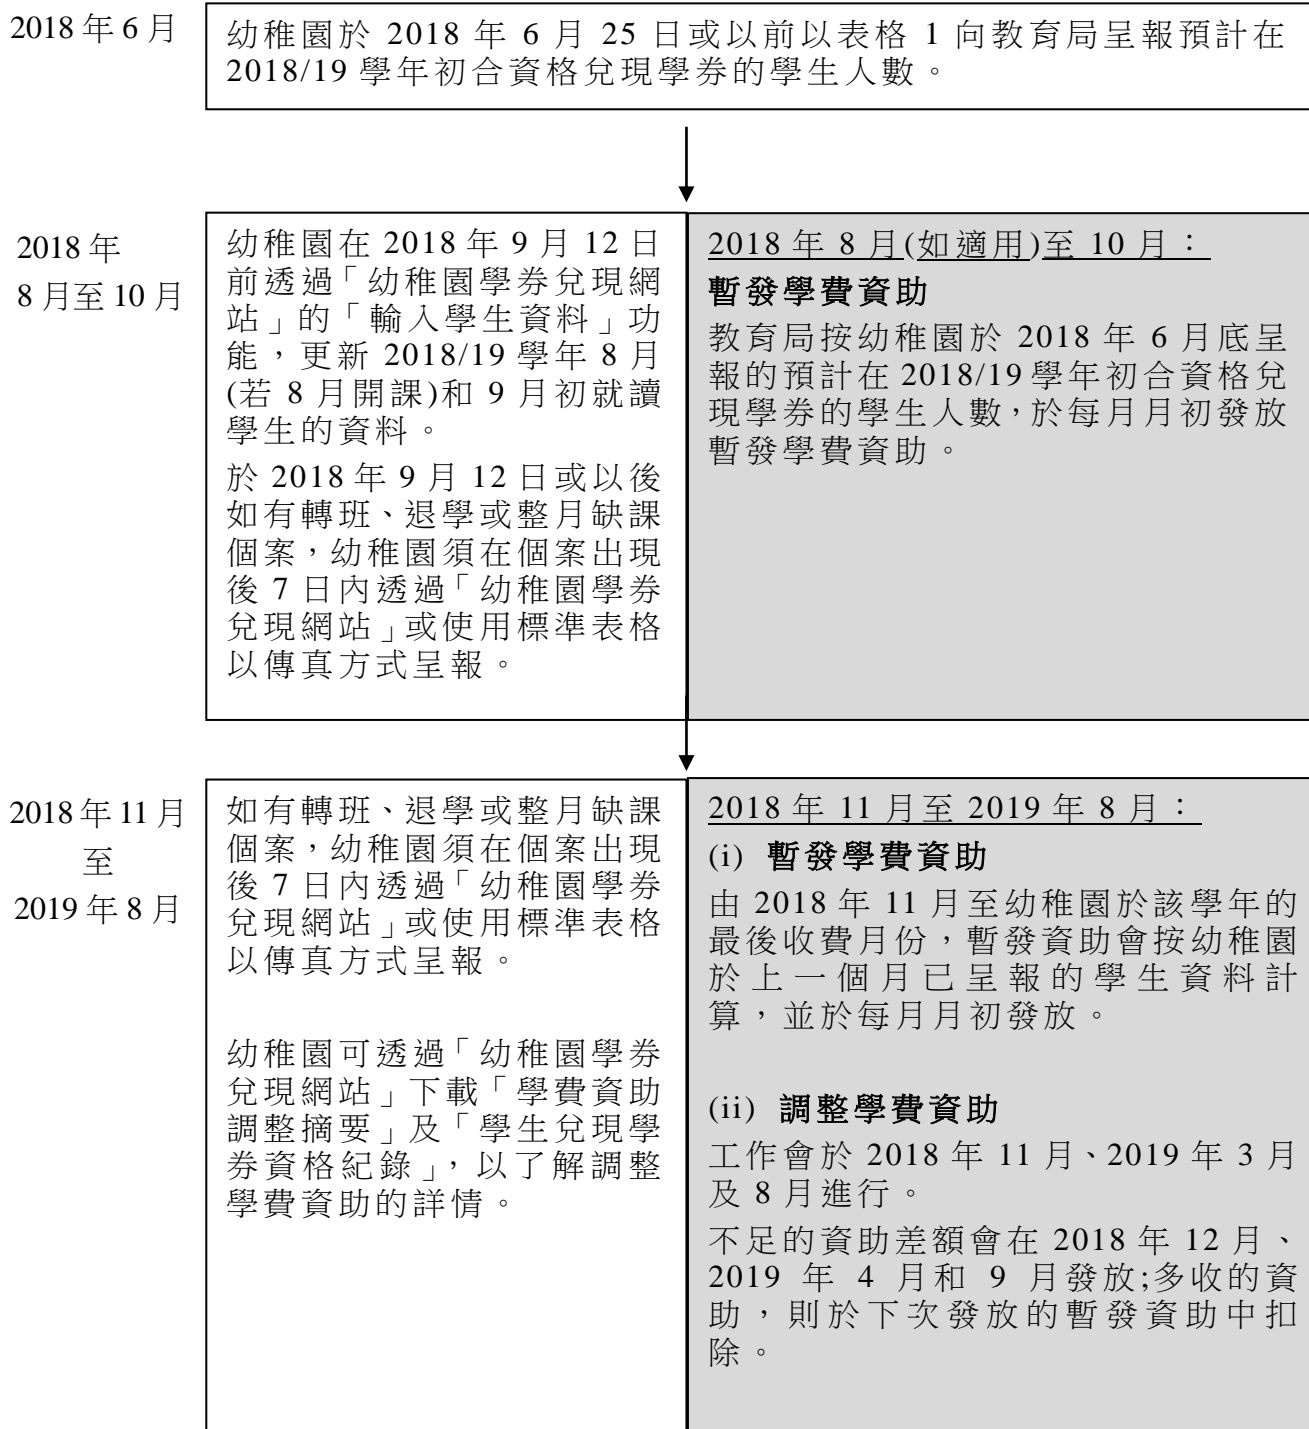 2018 年 6 月
幼稚園於 2018 年 6 月 25 日或以前以表格 1 向教育局呈報預計在
2018/19 學年初合資格兌現學券的學生人數。
2018 年
8 月至 10 月
幼稚園在 2018 年 9 月 12 日
前透過「幼稚園學券兌現網
站」的「輸入學生資料」功
能，更新 2018/19 學年 8 月
(若 8 月開課)和 9 月初就讀
學生的資料。
於 2018 年 9 月 12 日或以後
如有轉班、退學或整月缺課
個案，幼稚園須在個案出現
後 7 日內透過「幼稚園學券
兌現網站」或使用標準表格
以傳真方式呈報。
2018 年 8 月(如適用)至 10 月：
暫發學費資助
教育局按幼稚園於 2018 年 6 月底呈
報的預計在 2018/19 學年初合資格兌
現學券的學生人數，於每月月初發放
暫發學費資助。
2018 年 11 月
至
2019 年 8 月
如有轉班、退學或整月缺課
個案，幼稚園須在個案出現
後 7 日內透過「幼稚園學券
兌現網站」或使用標準表格
以傳真方式呈報。
幼稚園可透過「幼稚園學券
兌現網站」下載「學費資助
調整摘要」及「學生兌現學
券資格紀錄」，以了解調整
學費資助的詳情。
2018 年 11 月至 2019 年 8 月：
(i) 暫發學費資助
由 2018 年 11 月至幼稚園於該學年的
最後收費月份，暫發資助會按幼稚園
於上一個月已呈報的學生資料計
算，並於每月月初發放。
(ii) 調整學費資助
工作會於 2018 年 11 月、2019 年 3 月
及 8 月進行。
不足的資助差額會在 2018 年 12 月、
2019 年 4 月和 9 月發放;多收的資
助，則於下次發放的暫發資助中扣
除。